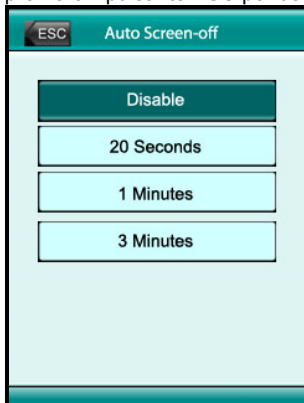 ESC Auto Screen-off
Disable
20 Seconds
1 Minutes
3 Minutes